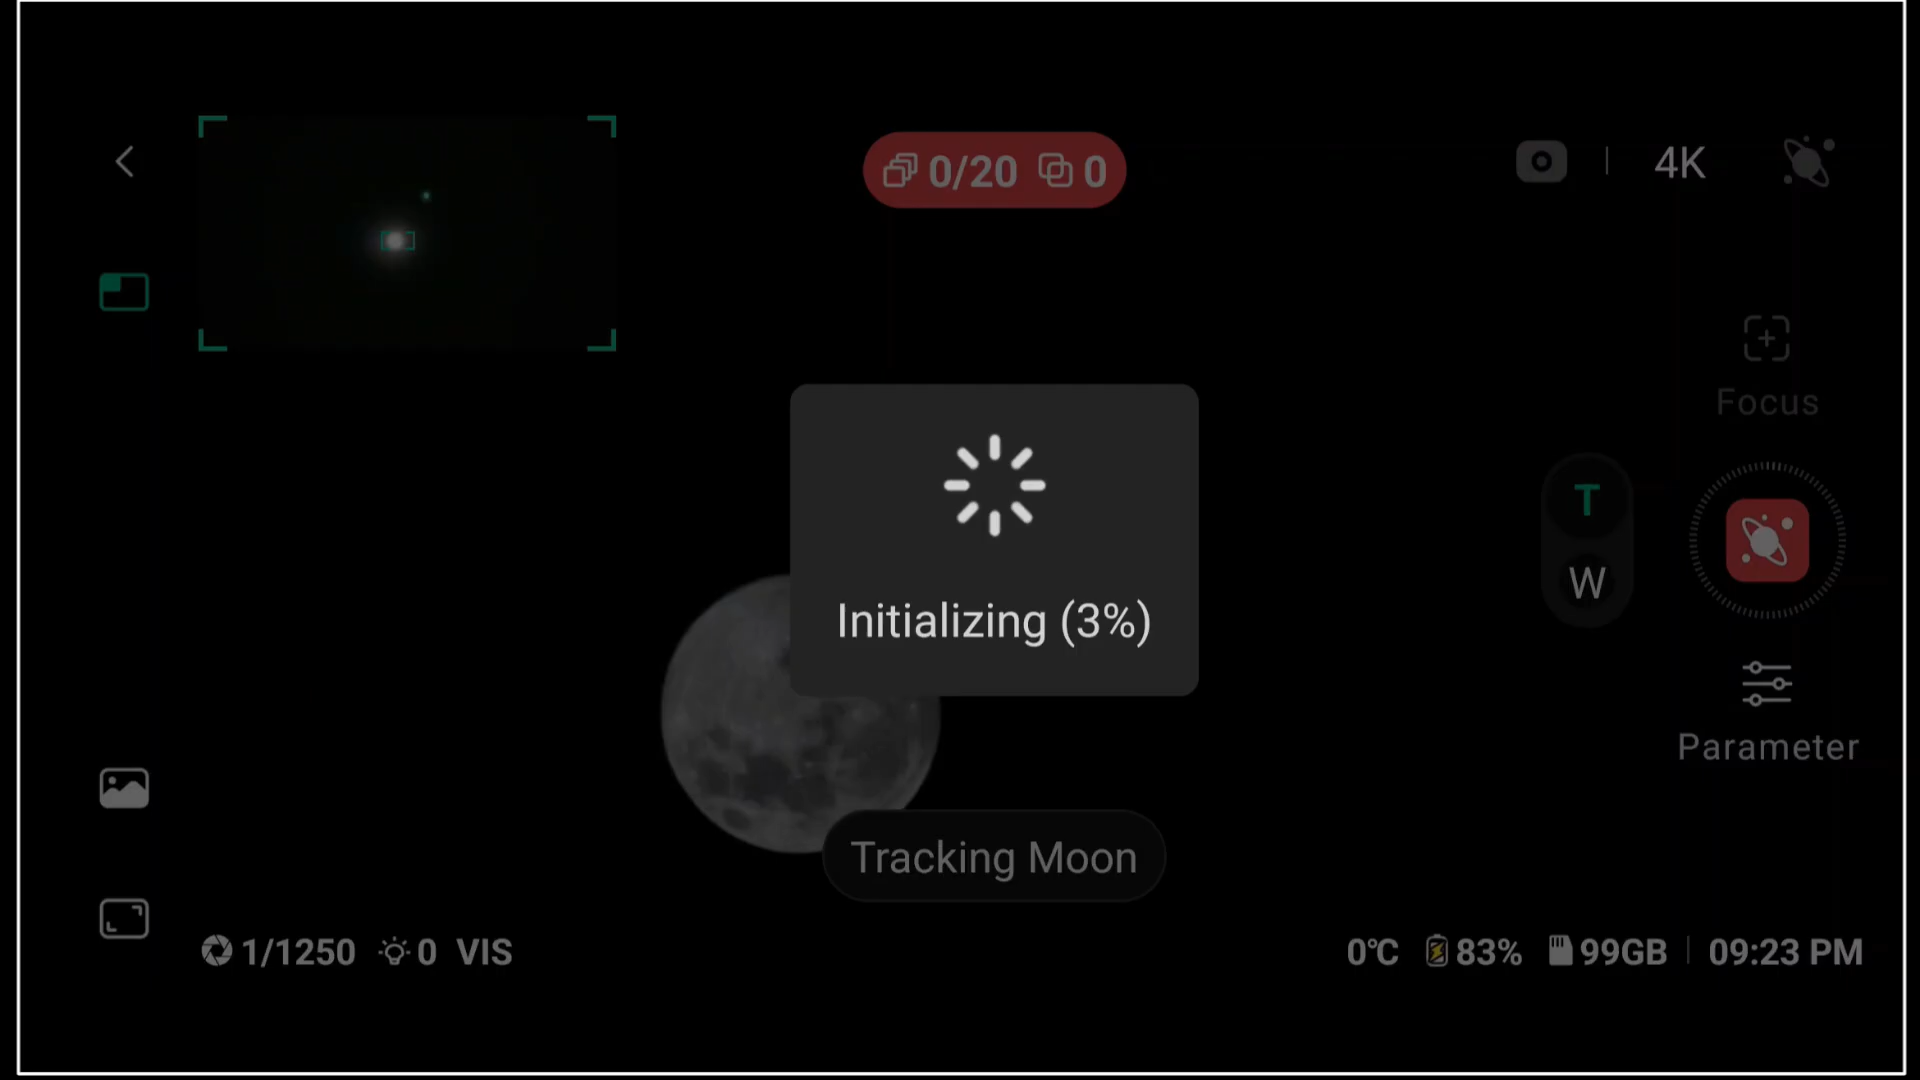 0/20 0
4K
Focus
T
W
Initializing (3%)
Parameter
Tracking Moon
1/1250 0 VIS
0°C 83% 99GB 09:23 PM